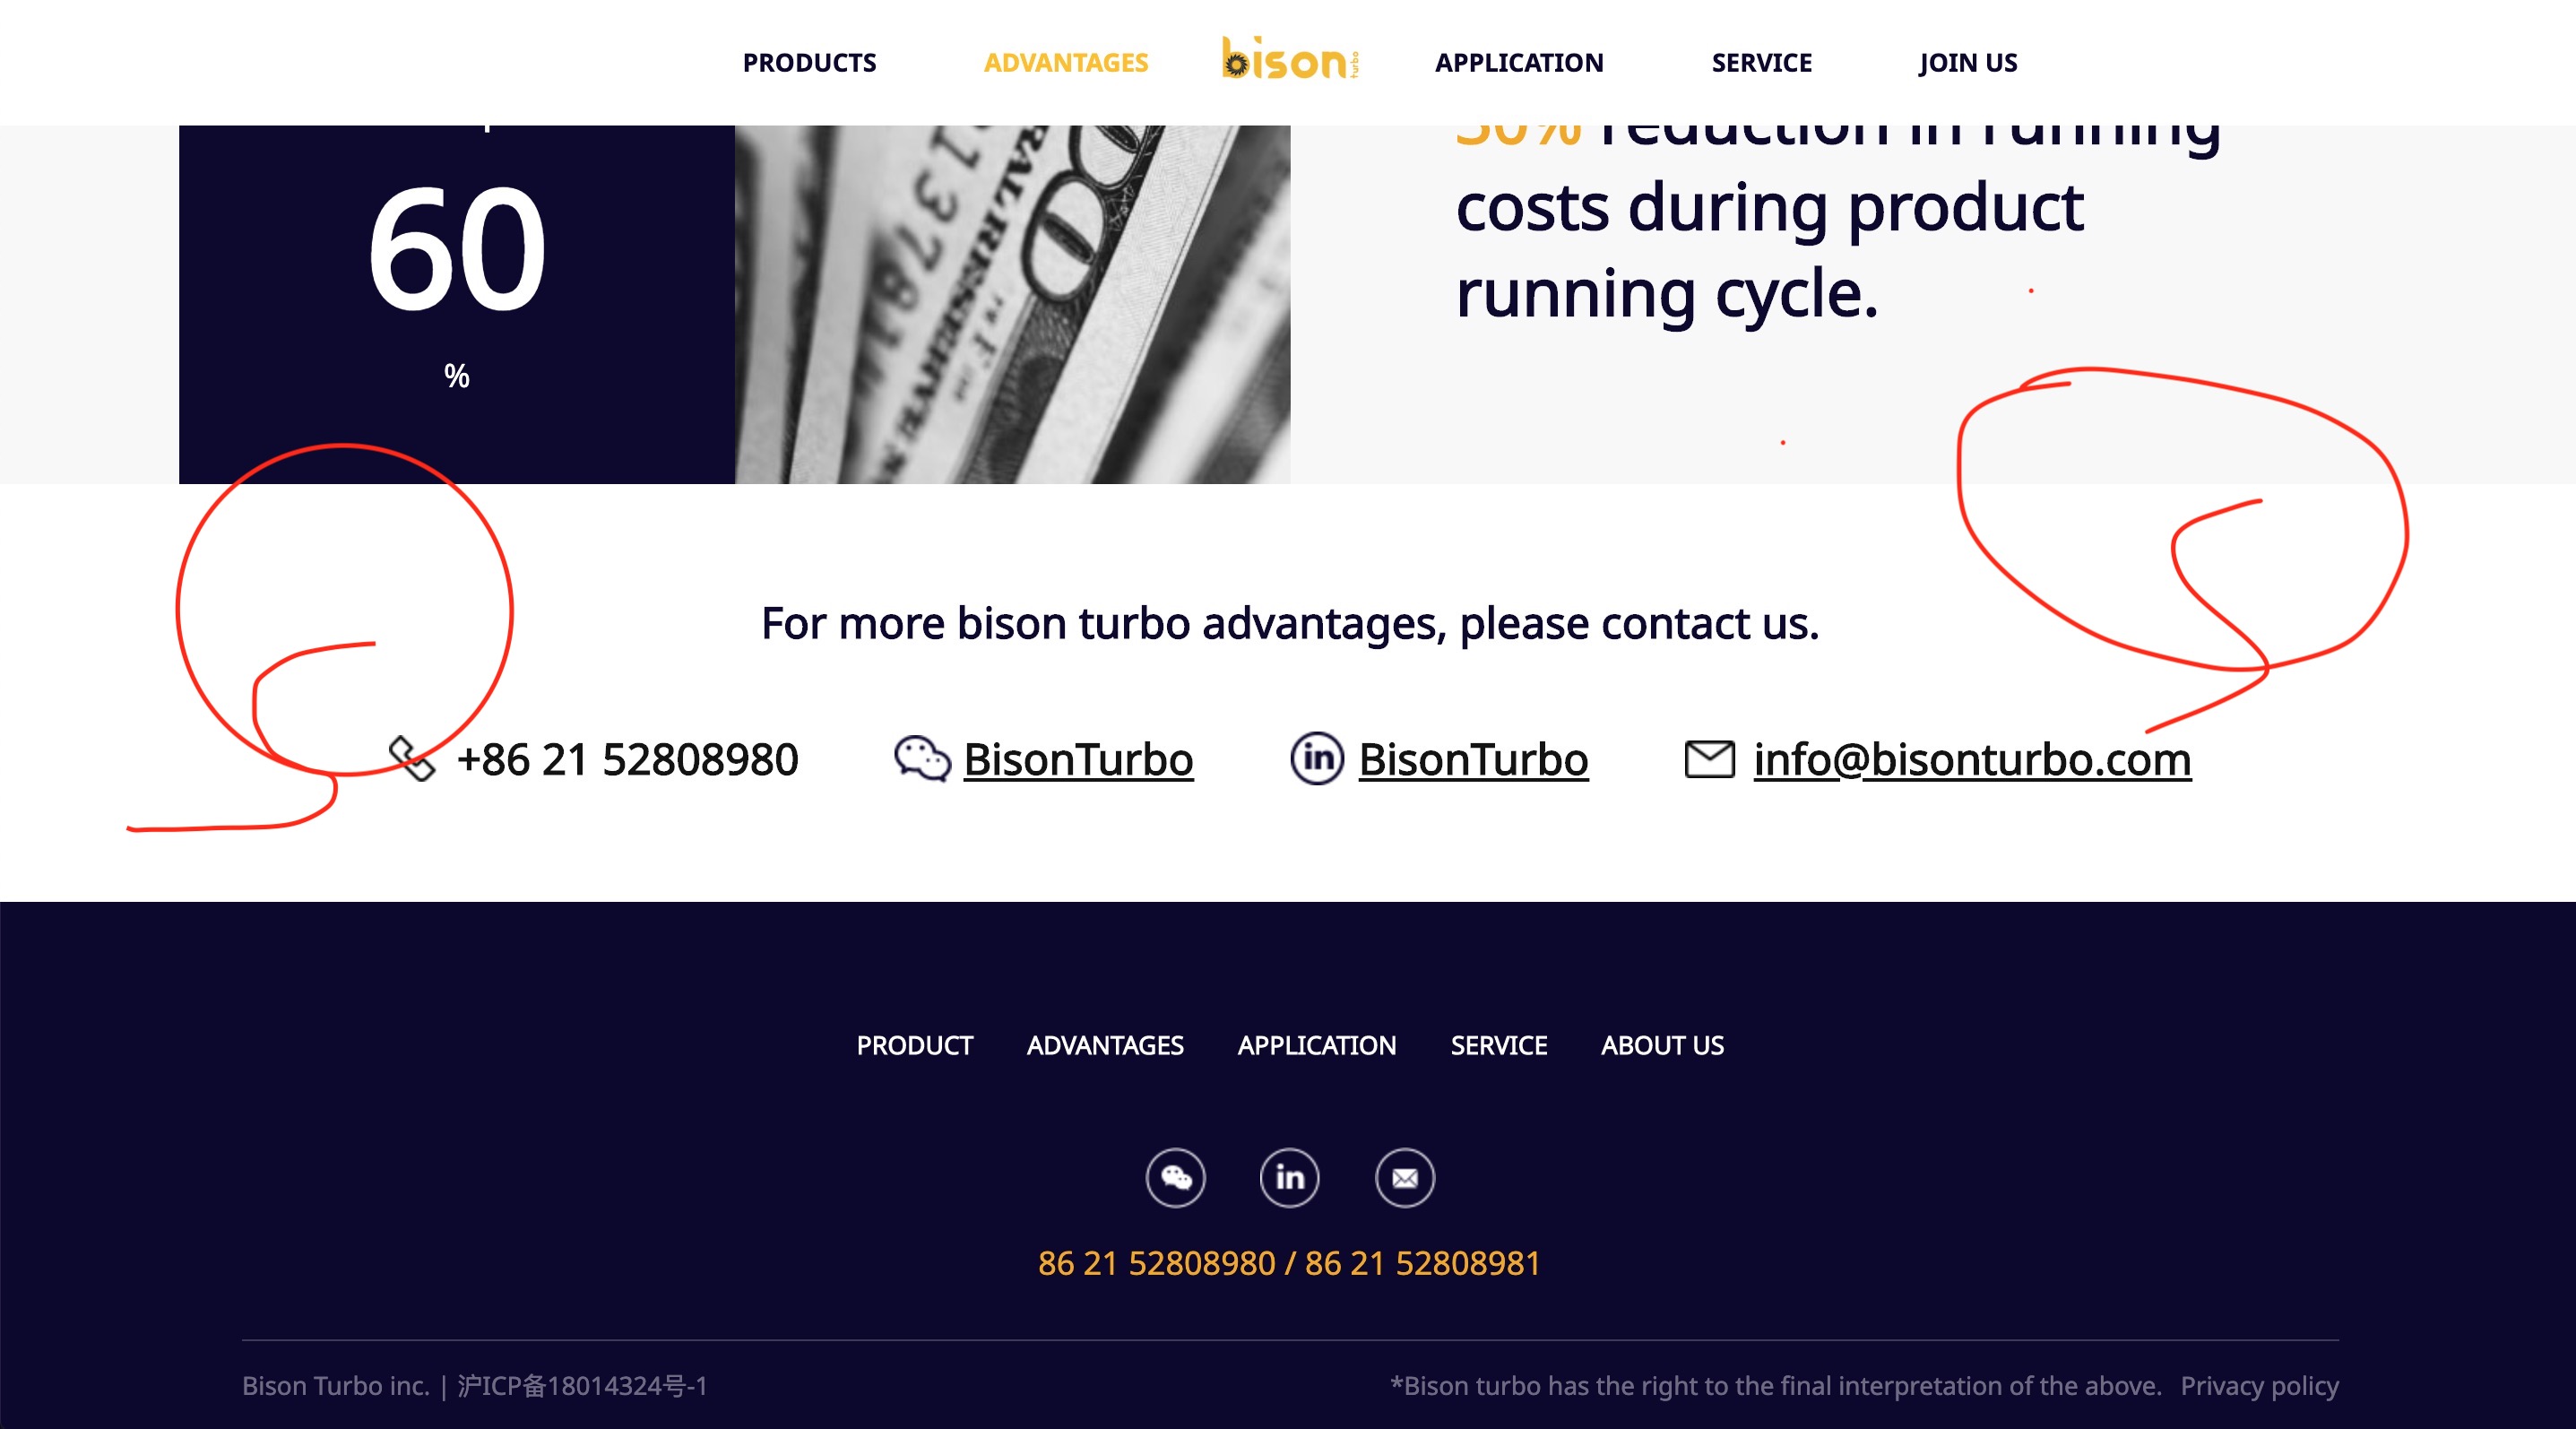 PRODUCTS ADVANTAGES bison turbo APPLICATION SERVICE JOIN US
60
%
reduction in running
costs during product
running cycle.
For more bison turbo advantages, please contact us.
+86 21 52808980 BisonTurbo in BisonTurbo info@bisonturbo.com
PRODUCT ADVANTAGES APPLICATION SERVICE ABOUT US
in
86 21 52808980 / 86 21 52808981
Bison Turbo inc. | 沪ICP备18014324号-1 *Bison turbo has the right to the final interpretation of the above. Privacy policy